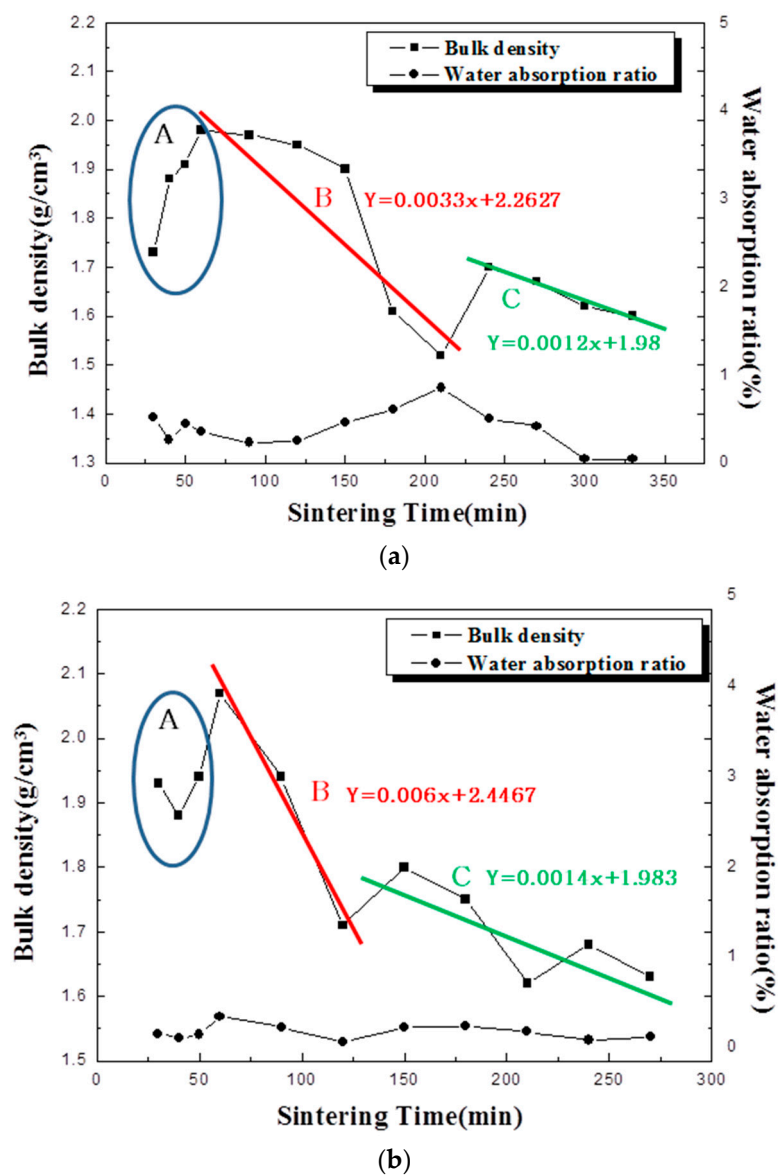 2.2
2.1
2.0
1.9
1.8
1.7
1.6
1.5
1.4
1.3
Bulk density(g/cm³)
5
4
3
2
1
0
Water absorption ratio(%)
Bulk density
Water absorption ratio
A
B Y=0.0033x+2.2627
C
Y=0.0012x+1.98
0 50 100 150 200 250 300 350
Sintering Time(min)
(a)
2.2
2.1
2.0
1.9
1.8
1.7
1.6
1.5
Bulk density(g/cm³)
5
4
3
2
1
0
Water absorption ratio(%)
Bulk density
Water absorption ratio
A
B Y=0.006x+2.4467
C Y=0.0014x+1.983
0 50 100 150 200 250 300
Sintering Time(min)
(b)